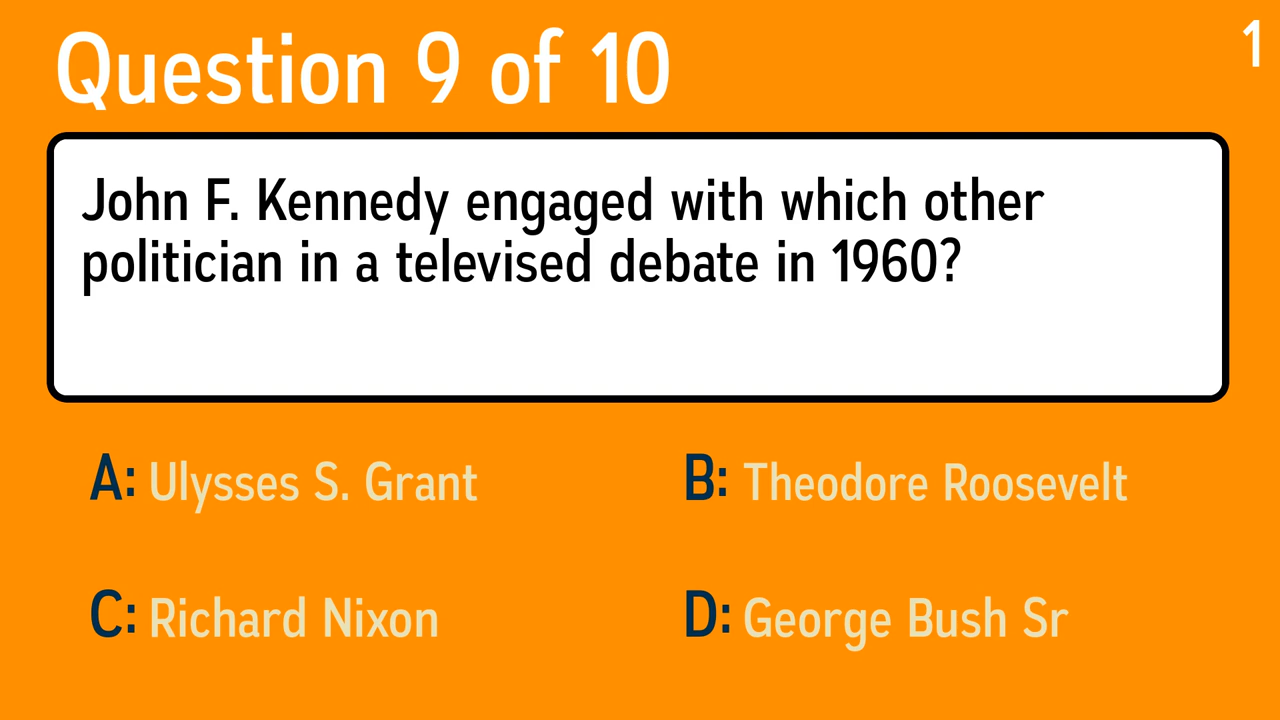 Question 9 of 10
1
John F. Kennedy engaged with which other
politician in a televised debate in 1960?
A: Ulysses S. Grant
B: Theodore Roosevelt
C: Richard Nixon
D: George Bush Sr